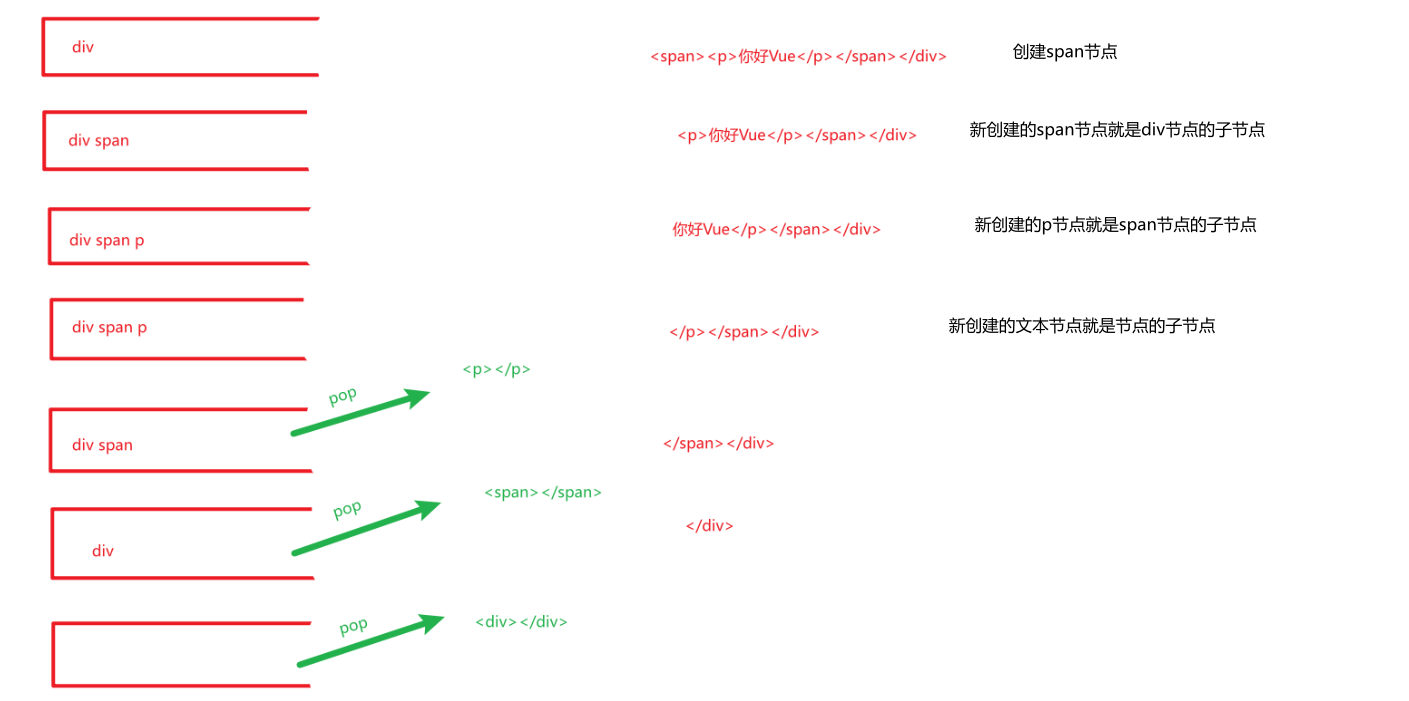 div
<span><p>你好Vue</p></span></div>
创建span节点
div span
<p>你好Vue</p></span></div>
新创建的span节点就是div节点的子节点
div span p
你好Vue</p></span></div>
新创建的p节点就是span节点的子节点
div span p
</p></span></div>
新创建的文本节点就是节点的子节点
<p></p>
pop
div span
</span></div>
<span></span>
pop
</div>
div
<div></div>
pop